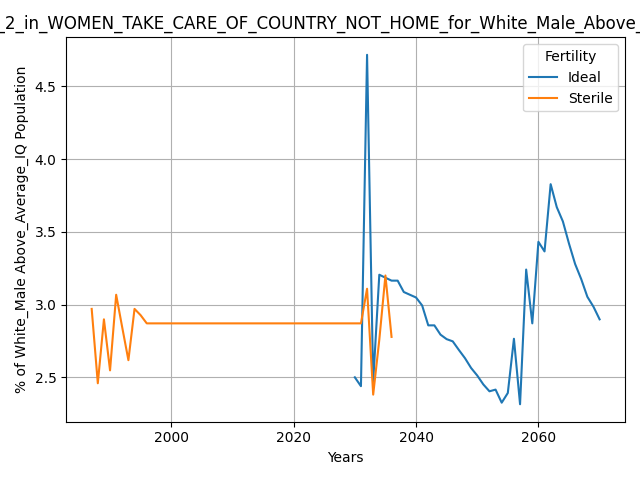 _2_in_WOMEN_TAKE_CARE_OF_COUNTRY_NOT_HOME_for_White_Male_Above_
Fertility
Ideal
Sterile
% of White_Male Above_Average_IQ Population
4.5
4.0
3.5
3.0
2.5
2000
2020
2040
2060
Years